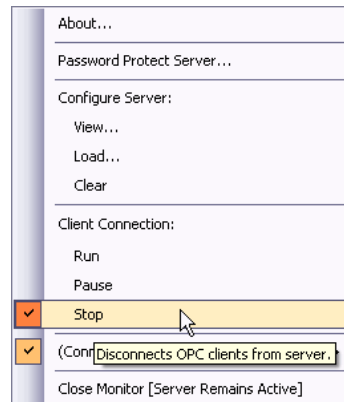 About...
Password Protect Server...
Configure Server:
View...
Load...
Clear
Client Connection:
Run
Pause
Stop
(Conn
Disconnects OPC clients from server.
Close Monitor [Server Remains Active]